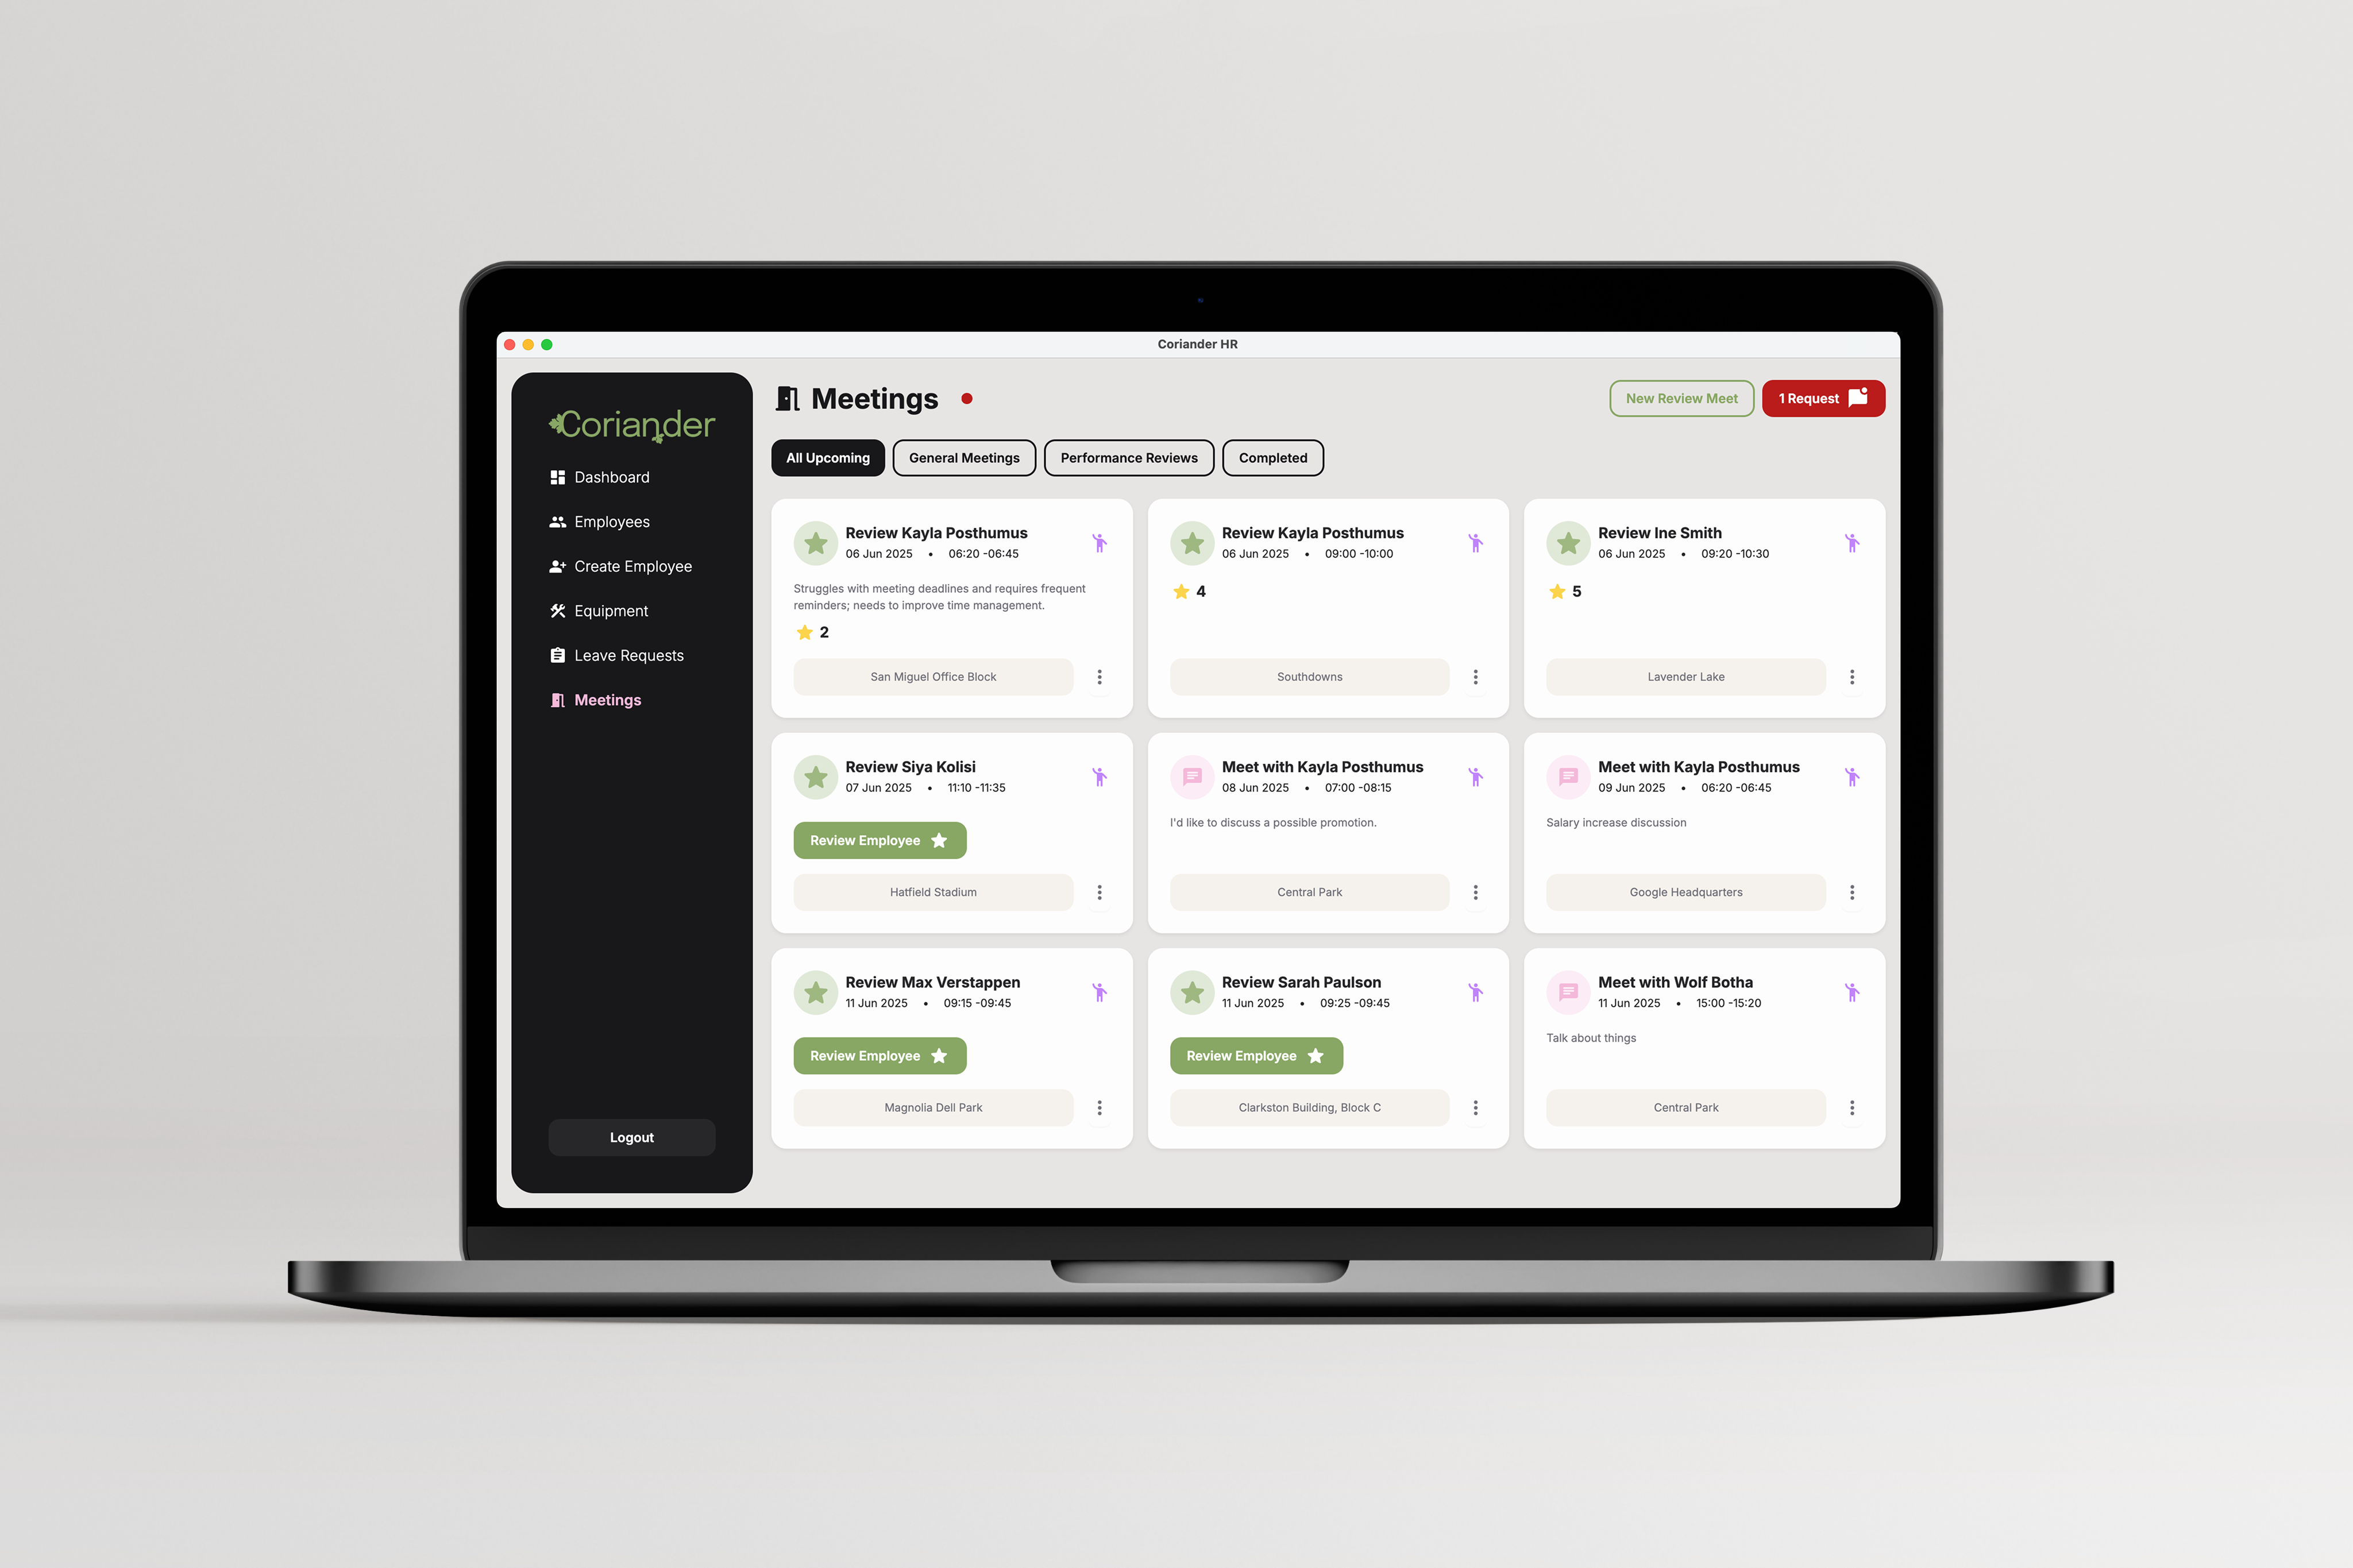 Coriander HR
Coriander
Dashboard
Employees
Create Employee
Equipment
Leave Requests
Meetings
Logout
Meetings
New Review Meet
1 Request
All Upcoming
General Meetings
Performance Reviews
Completed
Review Kayla Posthumus
06 Jun 2025 • 06:20 -06:45
Struggles with meeting deadlines and requires frequent
reminders; needs to improve time management.
2
San Miguel Office Block
Review Kayla Posthumus
06 Jun 2025 • 09:00 -10:00
4
Southdowns
Review Ine Smith
06 Jun 2025 • 09:20 -10:30
5
Lavender Lake
Review Siya Kolisi
07 Jun 2025 • 11:10 -11:35
Review Employee
Hatfield Stadium
Meet with Kayla Posthumus
08 Jun 2025 • 07:00 -08:15
I'd like to discuss a possible promotion.
Central Park
Meet with Kayla Posthumus
09 Jun 2025 • 06:20 -06:45
Salary increase discussion
Google Headquarters
Review Max Verstappen
11 Jun 2025 • 09:15 -09:45
Review Employee
Magnolia Dell Park
Review Sarah Paulson
11 Jun 2025 • 09:25 -09:45
Review Employee
Clarkston Building, Block C
Meet with Wolf Botha
11 Jun 2025 • 15:00 -15:20
Talk about things
Central Park